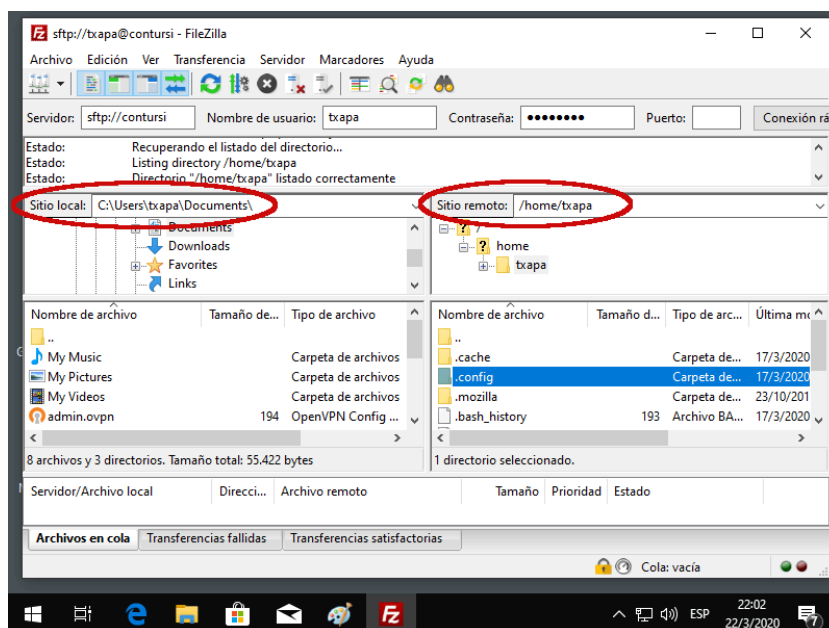 sftp://txapa@contursi - FileZilla
Archivo Edición Ver Transferencia Servidor Marcadores Ayuda
Servidor: sftp://contursi Nombre de usuario: txapa Contraseña: ●●●●●●●● Puerto: Conexión rá
Estado: Recuperando el listado del directorio...
Estado: Listing directory /home/txapa
Estado: Directorio "/home/txapa" listado correctamente
Sitio local: C:\Users\txapa\Documents\ Sitio remoto: /home/txapa
Documents
Downloads
Favorites
Links
/
home
txapa
Nombre de archivo Tamaño de... Tipo de archivo
..
My Music Carpeta de archivos
My Pictures Carpeta de archivos
My Videos Carpeta de archivos
admin.ovpn 194 OpenVPN Config ...
8 archivos y 3 directorios. Tamaño total: 55.422 bytes
Nombre de archivo Tamaño d... Tipo de arc... Última mo
..
.cache Carpeta de... 17/3/2020
.config Carpeta de... 17/3/2020
.mozilla Carpeta de... 23/10/201
.bash_history 193 Archivo BA... 17/3/2020
1 directorio seleccionado.
Servidor/Archivo local Direcci... Archivo remoto Tamaño Prioridad Estado
Archivos en cola Transferencias fallidas Transferencias satisfactorias
Cola: vacía
ESP 22:02
22/3/2020
7